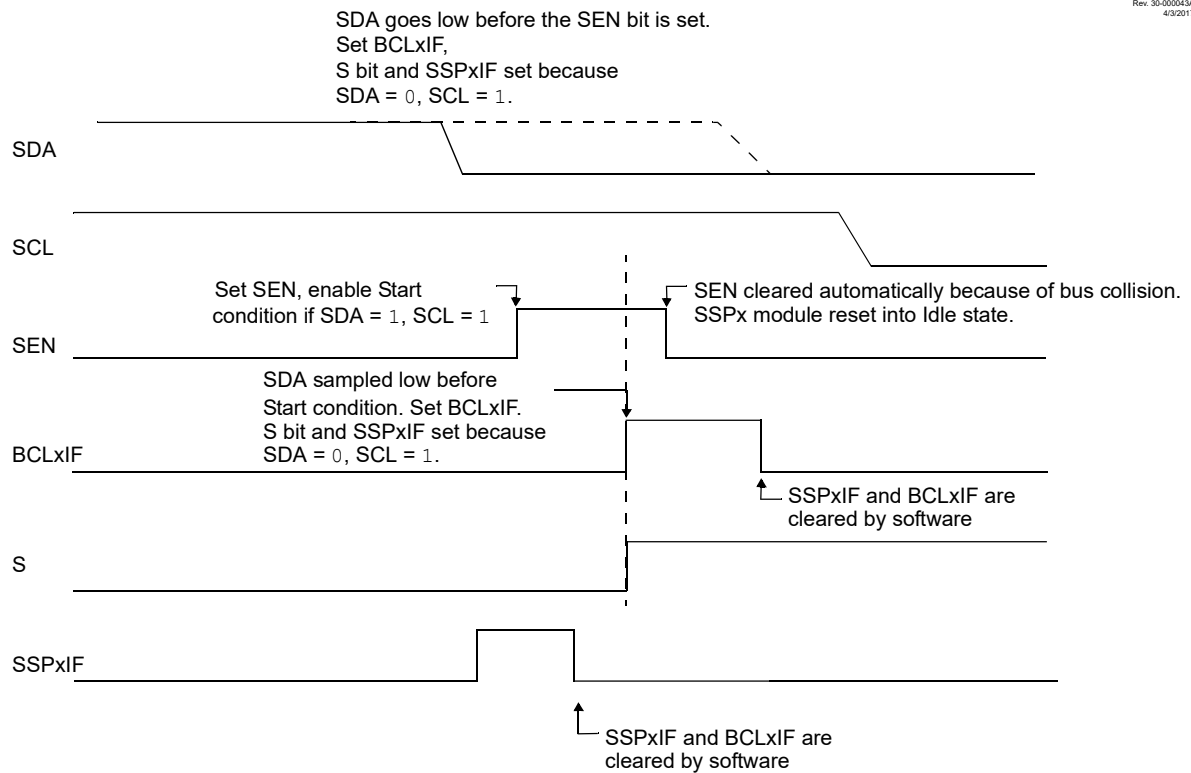 Rev. 30-000043A
4/3/2017
SDA goes low before the SEN bit is set.
Set BCLxIF,
S bit and SSPxIF set because
SDA = 0, SCL = 1.
SDA
SCL
Set SEN, enable Start
condition if SDA = 1, SCL = 1
SEN cleared automatically because of bus collision.
SSPx module reset into Idle state.
SEN
SDA sampled low before
Start condition. Set BCLxIF.
S bit and SSPxIF set because
SDA = 0, SCL = 1.
BCLxIF
SSPxIF and BCLxIF are
cleared by software
S
SSPxIF
SSPxIF and BCLxIF are
cleared by software